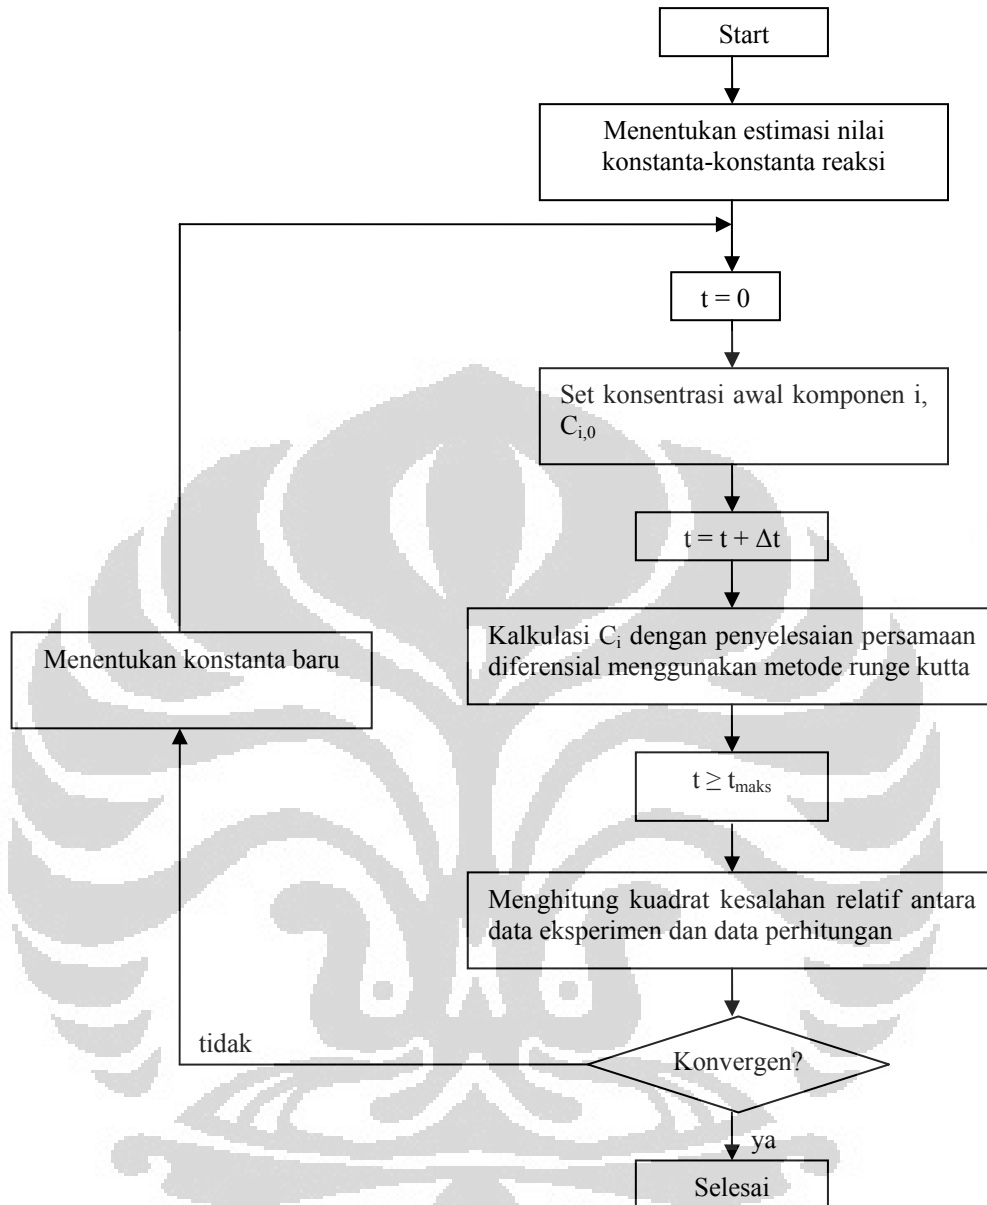 Start
Menentukan estimasi nilai
konstanta-konstanta reaksi
t = 0
Set konsentrasi awal komponen i,
Ci,0
t = t + Δt
Kalkulasi Ci dengan penyelesaian persamaan
diferensial menggunakan metode runge kutta
Menentukan konstanta baru
t ≥ tmaks
Menghitung kuadrat kesalahan relatif antara
data eksperimen dan data perhitungan
tidak
Konvergen?
ya
Selesai